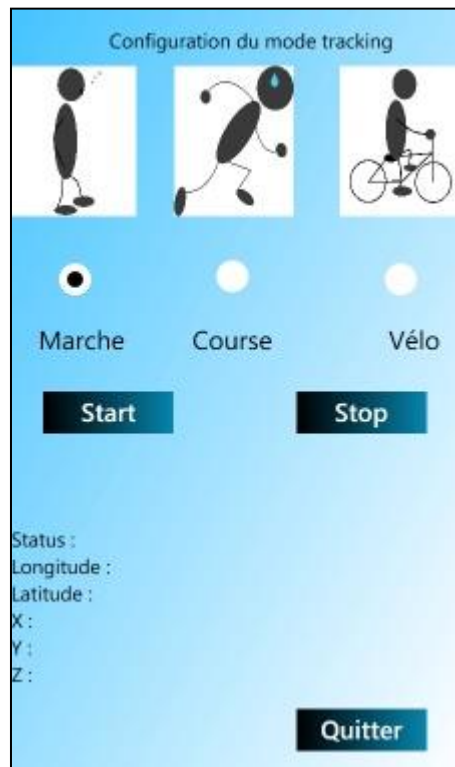 Configuration du mode tracking
Marche Course Vélo
Start Stop
Status :
Longitude :
Latitude :
X :
Y :
Z :
Quitter